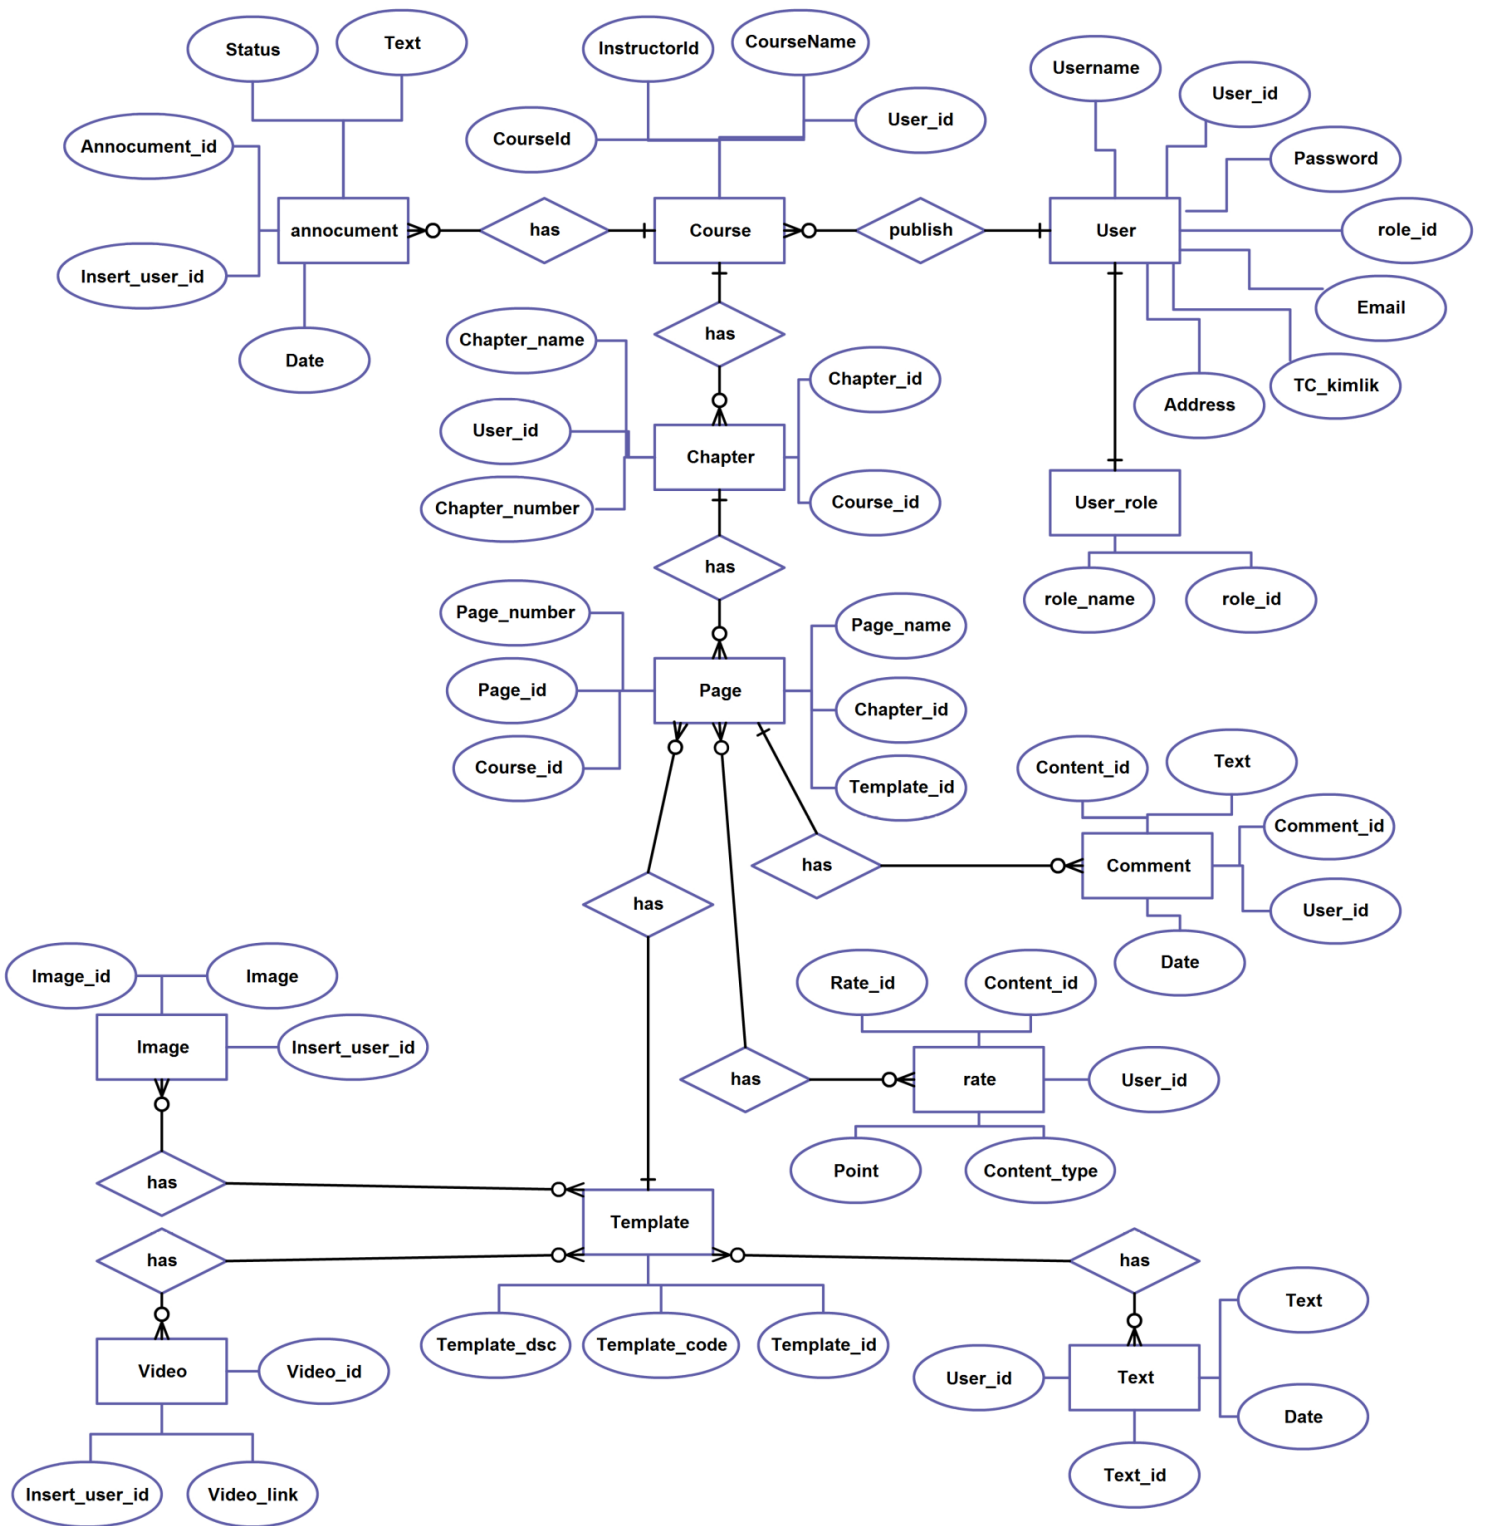 Status
Text
InstructorId
CourseName
Username
User_id
Annocument_id
CourseId
User_id
Password
annocument
has
Course
publish
User
role_id
Insert_user_id
Date
Chapter_name
has
Chapter_id
Email
TC_kimlik
Address
User_id
Chapter
Chapter_number
Course_id
User_role
has
role_name
role_id
Page_number
Page_name
Page_id
Page
Chapter_id
Course_id
Template_id
Content_id
Text
Comment_id
has
Comment
User_id
has
Date
Image_id
Image
Rate_id
Content_id
Image
Insert_user_id
has
rate
User_id
Point
Content_type
has
Template
has
has
Text
Template_dsc
Template_code
Template_id
Video
Video_id
User_id
Text
Date
Insert_user_id
Video_link
Text_id